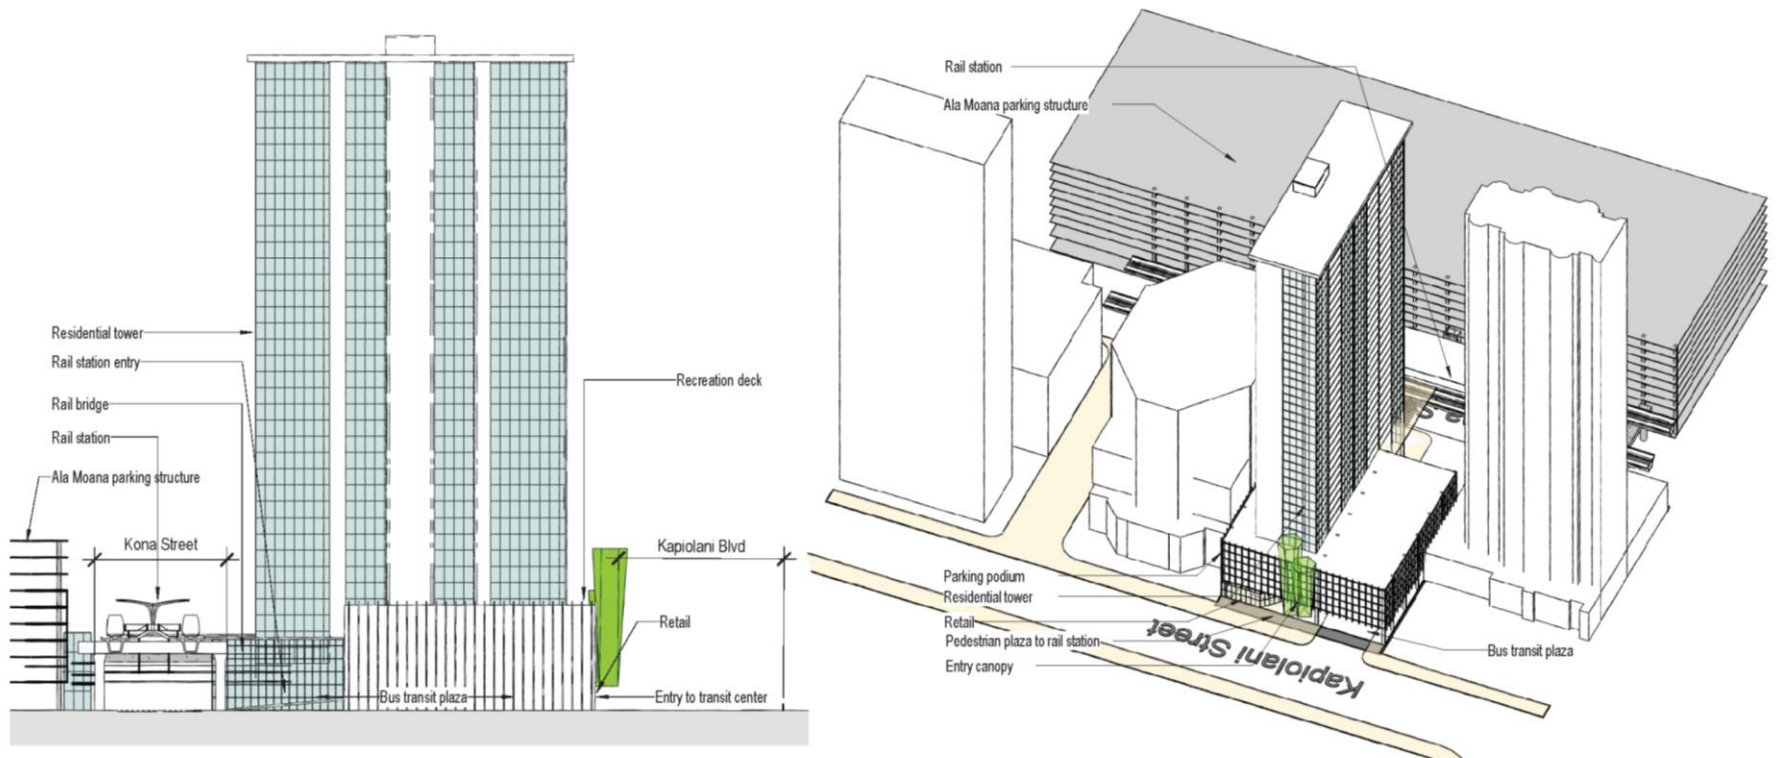 Residential tower
Rail station entry
Rail bridge
Rail station
Ala Moana parking structure
Kona Street
Recreation deck
Kapiolani Blvd
Retail
Bus transit plaza
Entry to transit center
Rail station
Ala Moana parking structure
Parking podium
Residential tower
Retail
Pedestrian plaza to rail station
Entry canopy
Kapiolani Street
Bus transit plaza